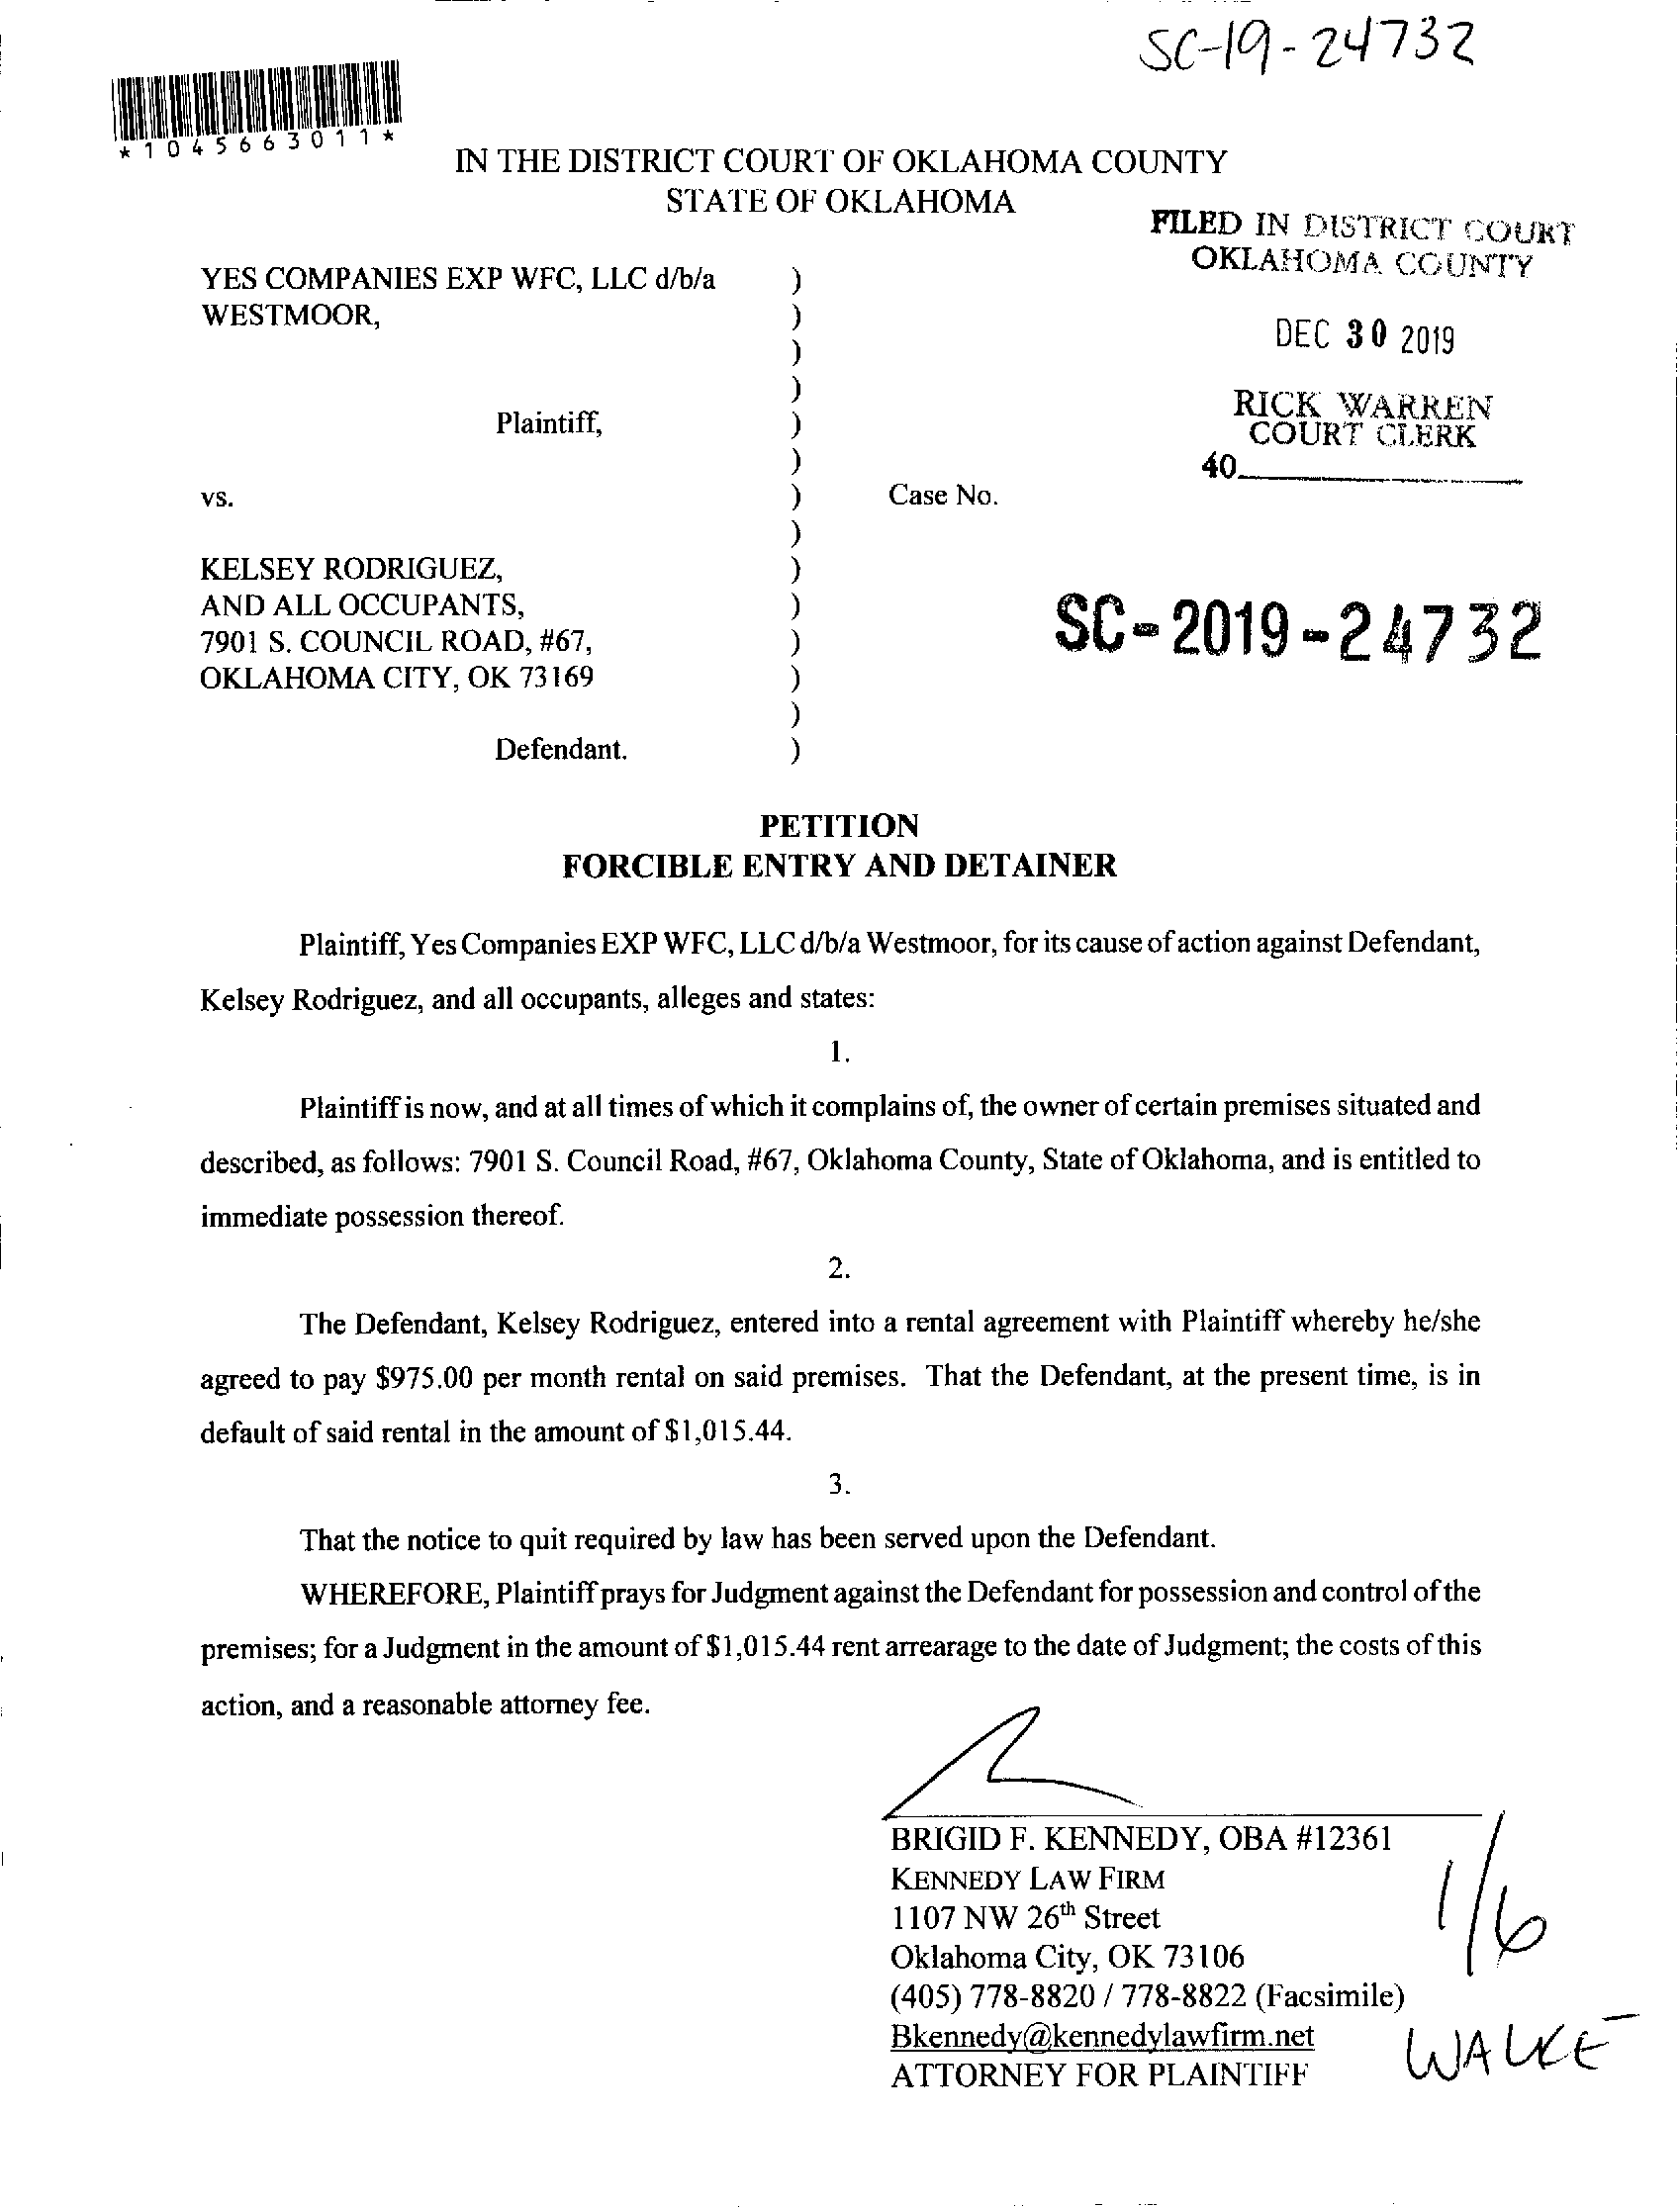 SC-19-24732
*1045663011*
IN THE DISTRICT COURT OF OKLAHOMA COUNTY
STATE OF OKLAHOMA
FILED IN DISTRICT COURT
OKLAHOMA COUNTY
DEC 30 2019
RICK WARREN
COURT CLERK
40
YES COMPANIES EXP WFC, LLC d/b/a )
WESTMOOR, )
)
)
Plaintiff, )
)
vs. ) Case No.
)
KELSEY RODRIGUEZ, )
AND ALL OCCUPANTS, )
7901 S. COUNCIL ROAD, #67, )
OKLAHOMA CITY, OK 73169 )
)
Defendant. )
SC-2019-24732
PETITION
FORCIBLE ENTRY AND DETAINER
Plaintiff, Yes Companies EXP WFC, LLC d/b/a Westmoor, for its cause of action against Defendant,
Kelsey Rodriguez, and all occupants, alleges and states:
1.
Plaintiff is now, and at all times of which it complains of, the owner of certain premises situated and
described, as follows: 7901 S. Council Road, #67, Oklahoma County, State of Oklahoma, and is entitled to
immediate possession thereof.
2.
The Defendant, Kelsey Rodriguez, entered into a rental agreement with Plaintiff whereby he/she
agreed to pay $975.00 per month rental on said premises. That the Defendant, at the present time, is in
default of said rental in the amount of $1,015.44.
3.
That the notice to quit required by law has been served upon the Defendant.
WHEREFORE, Plaintiff prays for Judgment against the Defendant for possession and control of the
premises; for a Judgment in the amount of $1,015.44 rent arrearage to the date of Judgment; the costs of this
action, and a reasonable attorney fee.
BRIGID F. KENNEDY, OBA #12361
KENNEDY LAW FIRM
1107 NW 26th Street
Oklahoma City, OK 73106
(405) 778-8820 / 778-8822 (Facsimile)
Bkennedy@kennedylawfirm.net
ATTORNEY FOR PLAINTIFF
1/6
WALKE